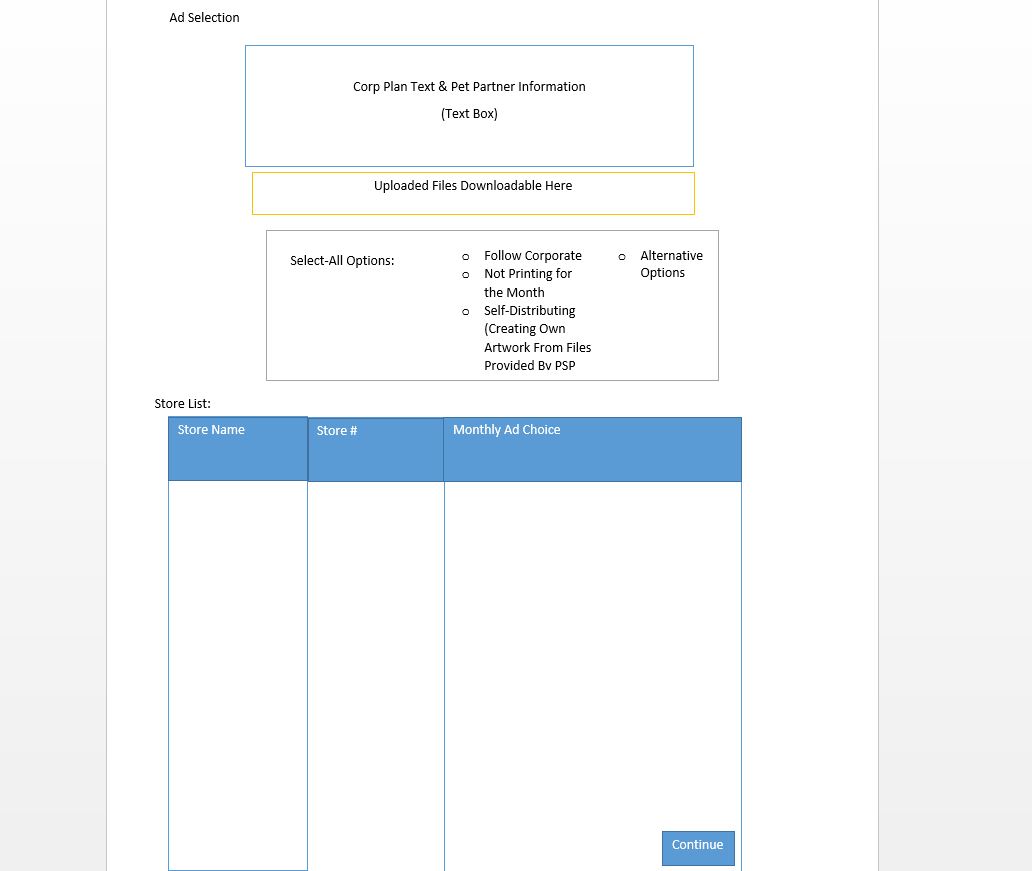 Ad Selection
Corp Plan Text & Pet Partner Information
(Text Box)
Uploaded Files Downloadable Here
Select-All Options:
o Follow Corporate
o Not Printing for
the Month
o Self-Distributing
(Creating Own
Artwork From Files
Provided By PSP
o Alternative
Options
Store List:
Store Name
Store #
Monthly Ad Choice
Continue